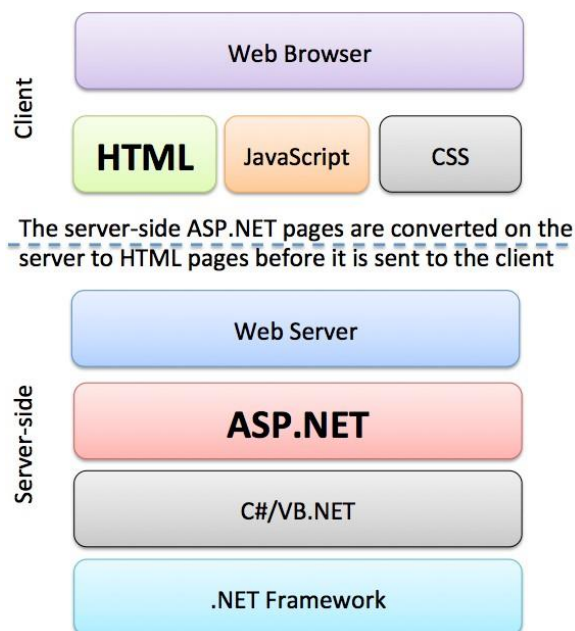 Client
Web Browser
HTML
JavaScript
CSS
The server-side ASP.NET pages are converted on the
server to HTML pages before it is sent to the client
Server-side
Web Server
ASP.NET
C#/VB.NET
.NET Framework